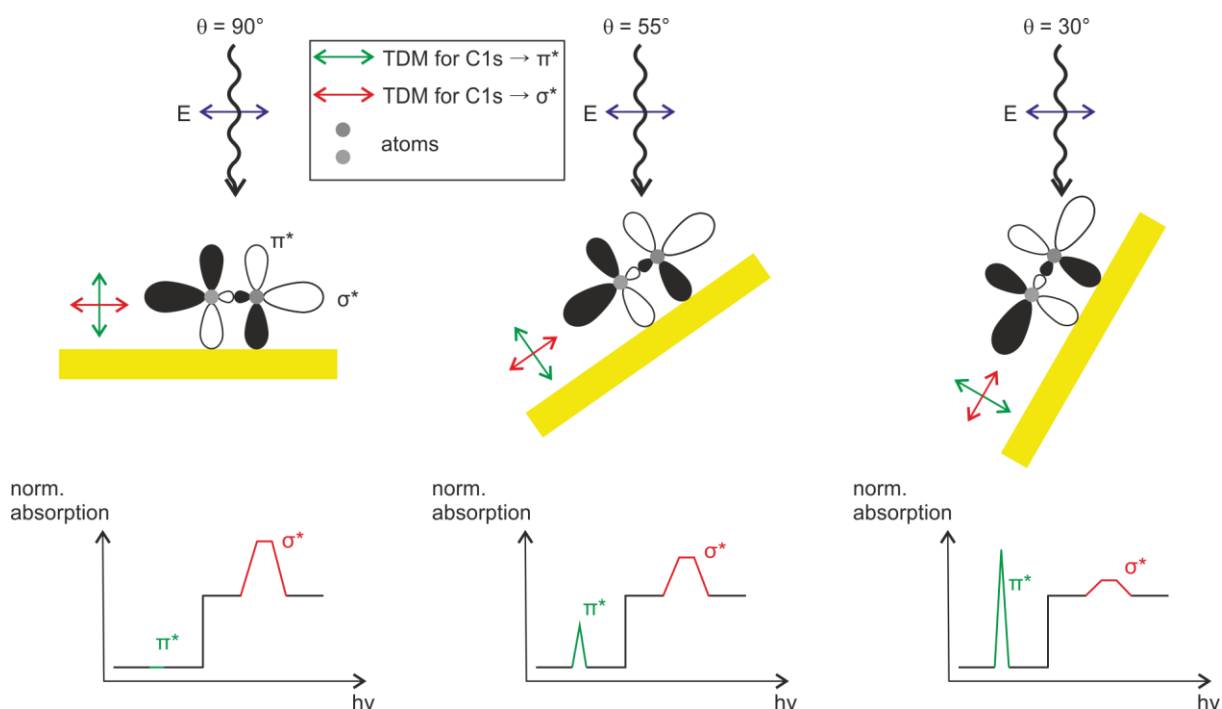 θ = 90°
θ = 55°
θ = 30°
TDM for C1s → π*
TDM for C1s → σ*
atoms
E
E
E
π*
σ*
norm.
absorption
π*
σ*
hν
norm.
absorption
π*
σ*
hν
norm.
absorption
π*
σ*
hν